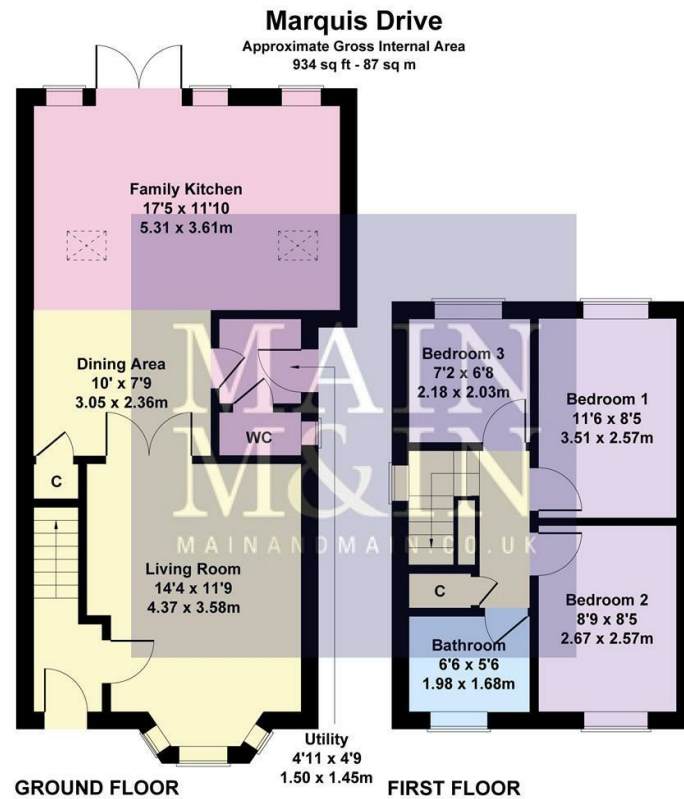 Marquis Drive
Approximate Gross Internal Area
934 sq ft - 87 sq m
Family Kitchen
17'5 x 11'10
5.31 x 3.61m
Dining Area
10' x 7'9
3.05 x 2.36m
WC
C
Living Room
14'4 x 11'9
4.37 x 3.58m
Utility
4'11 x 4'9
1.50 x 1.45m
GROUND FLOOR
Bedroom 3
7'2 x 6'8
2.18 x 2.03m
Bedroom 1
11'6 x 8'5
3.51 x 2.57m
C
Bedroom 2
8'9 x 8'5
2.67 x 2.57m
Bathroom
6'6 x 5'6
1.98 x 1.68m
FIRST FLOOR
MAIN
M&IN
MAINANDMAIN.CO.UK